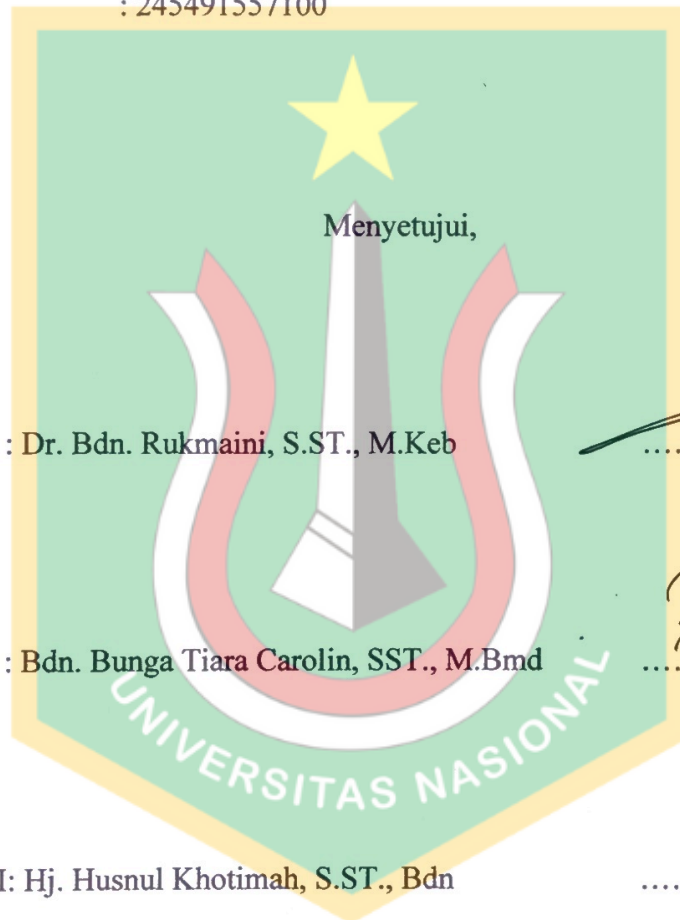 : 245491557100
Menyetujui,
: Dr. Bdn. Rukmaini, S.ST., M.Keb ....
: Bdn. Bunga Tiara Carolin, SST., M.Bmd ....
UNIVERSITAS NASIONAL
I: Hj. Husnul Khotimah, S.ST., Bdn ....